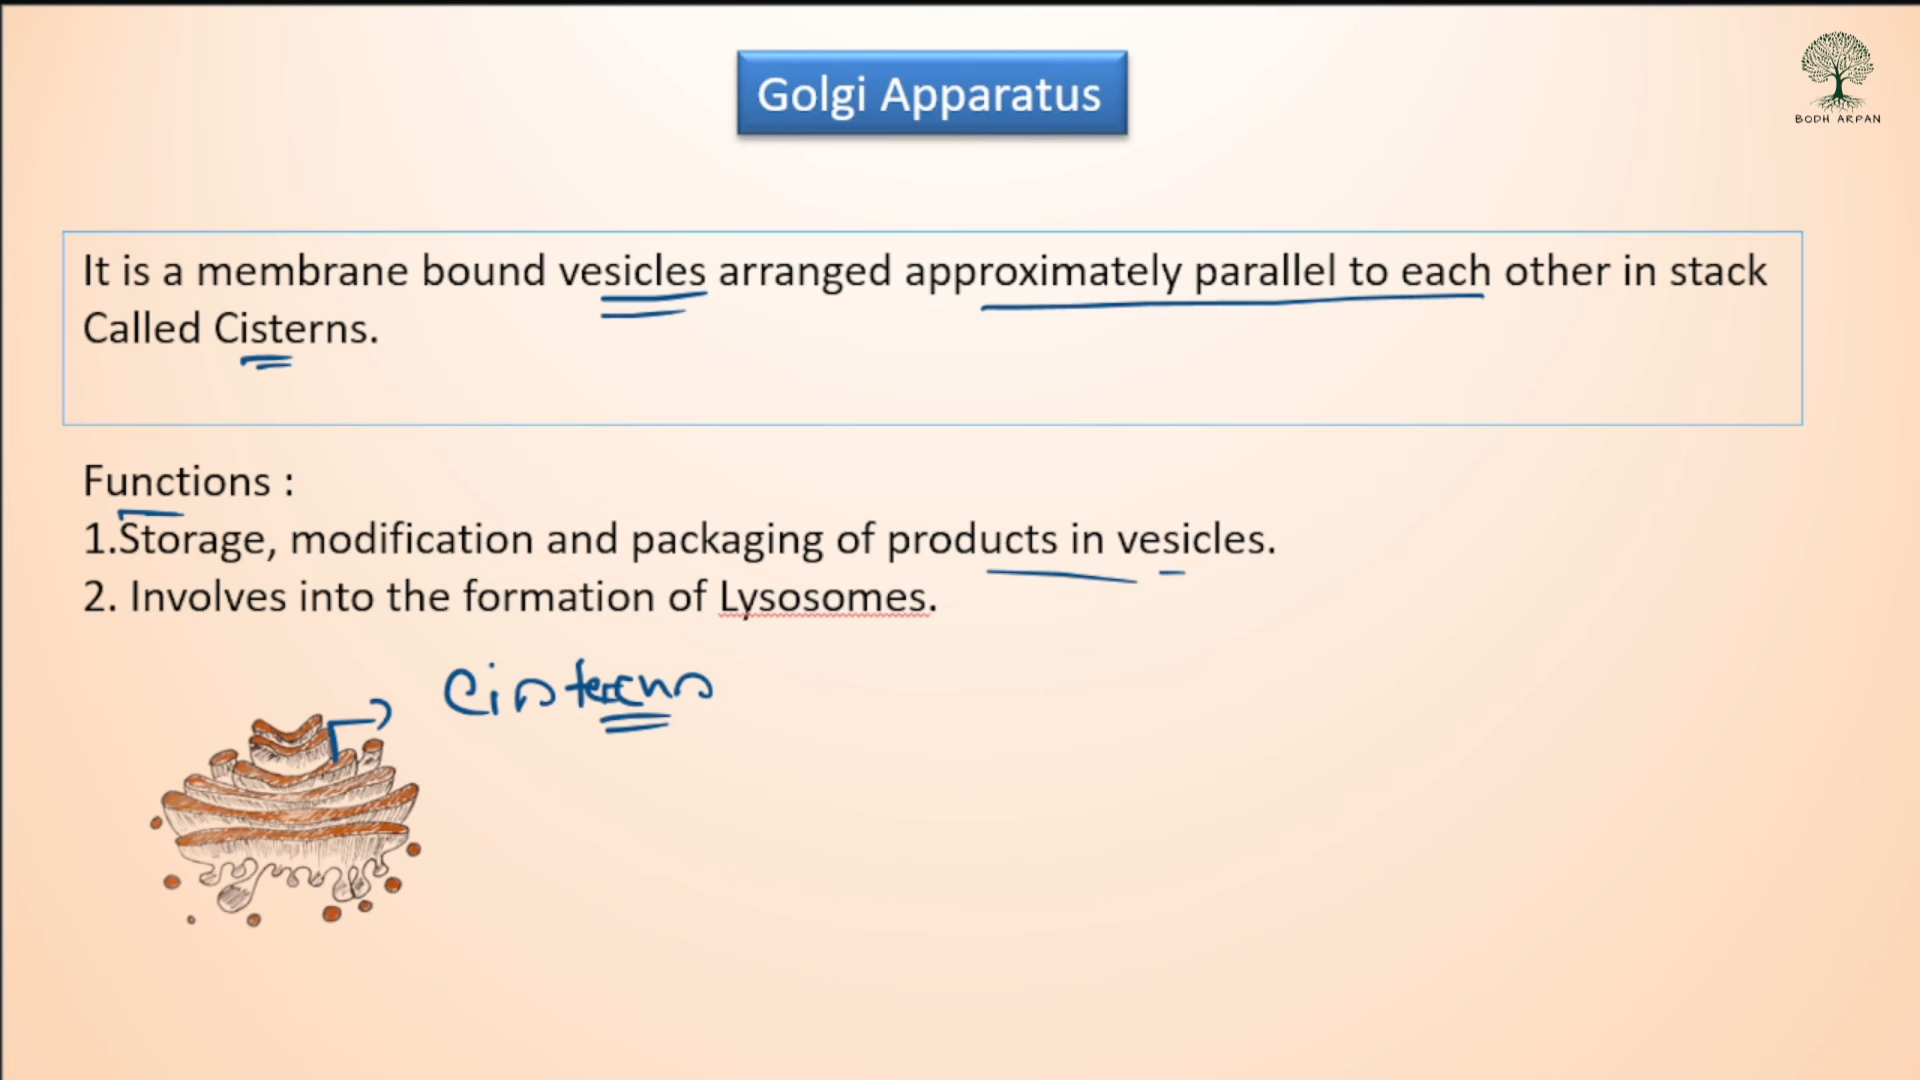 Golgi Apparatus
BODH ARPAN
It is a membrane bound vesicles arranged approximately parallel to each other in stack
Called Cisterns.
Functions :
1.Storage, modification and packaging of products in vesicles.
2. Involves into the formation of Lysosomes.
Cisterns